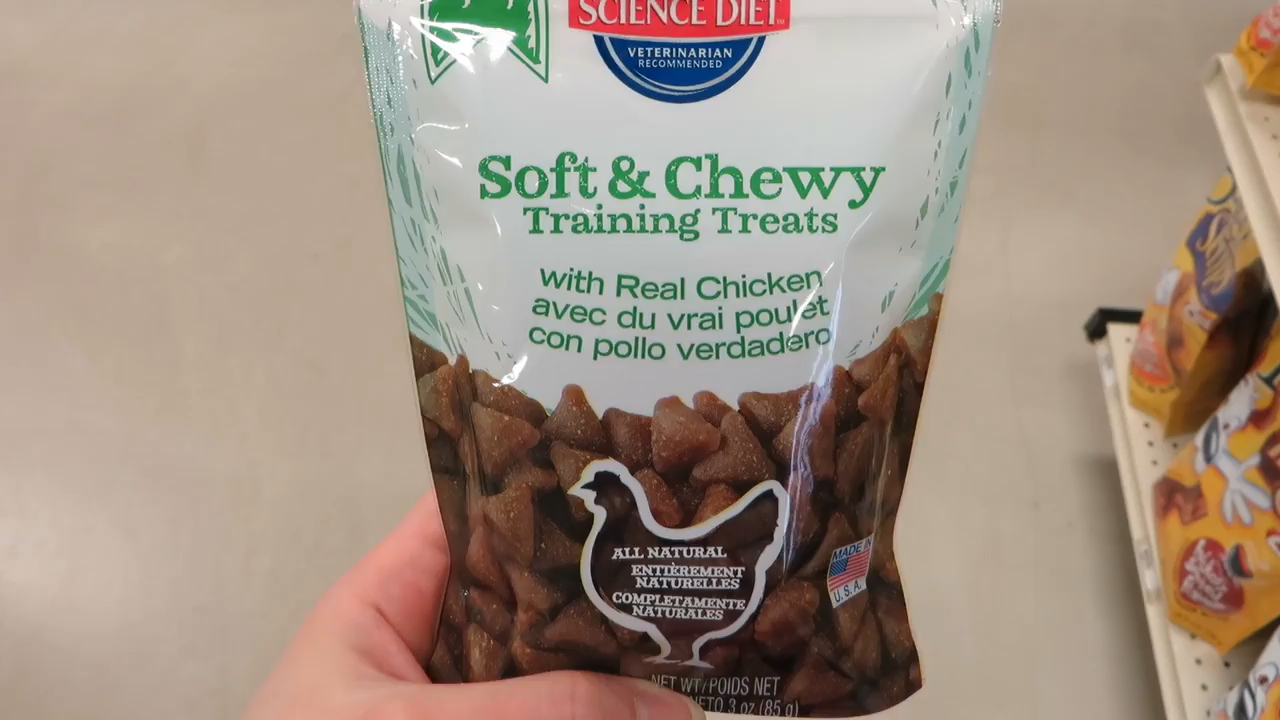 SCIENCE DIET
VETERINARIAN
RECOMMENDED
Soft & Chewy
Training Treats
with Real Chicken
avec du vrai poulet
con pollo verdadero
ALL NATURAL
ENTIÈREMENT
NATURELLES
COMPLETAMENTE
NATURALES
MADE IN
U.S.A.
NET WT/POIDS NET
NETO 3 oz (85 g)